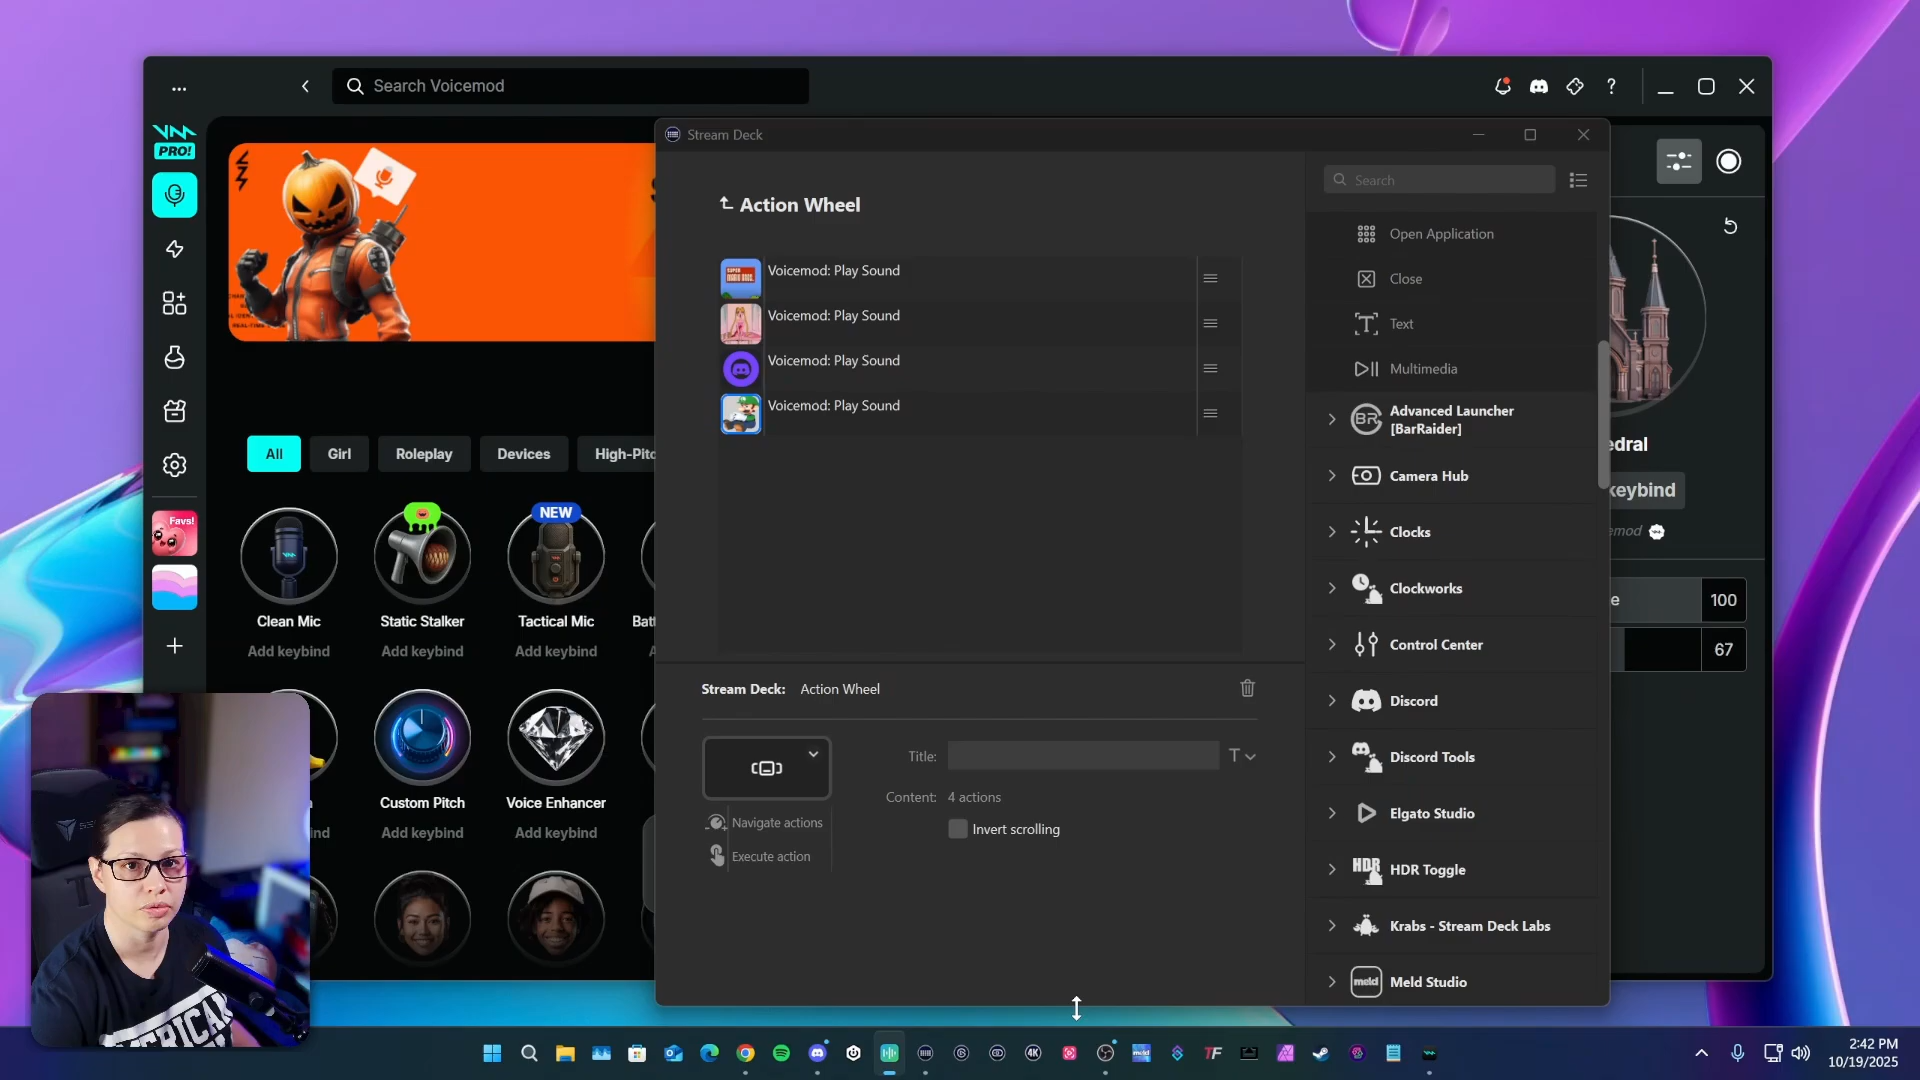 Search Voicemod
PRO!
Stream Deck
Search
Action Wheel
Voicemod: Play Sound
Voicemod: Play Sound
Voicemod: Play Sound
Voicemod: Play Sound
Open Application
Close
Text
Multimedia
Advanced Launcher
[BarRaider]
Camera Hub
Clocks
Clockworks
Control Center
Discord
Discord Tools
Elgato Studio
HDR Toggle
Krabs - Stream Deck Labs
Meld Studio
All
Girl
Roleplay
Devices
High-Pitc
Favs!
NEW
Clean Mic
Static Stalker
Tactical Mic
Batt
Add keybind
Add keybind
Add keybind
Custom Pitch
Voice Enhancer
Add keybind
Add keybind
Stream Deck: Action Wheel
Title:
Content: 4 actions
Invert scrolling
Navigate actions
Execute action
edral
keybind
emod
e 100
67
2:42 PM
10/19/2025